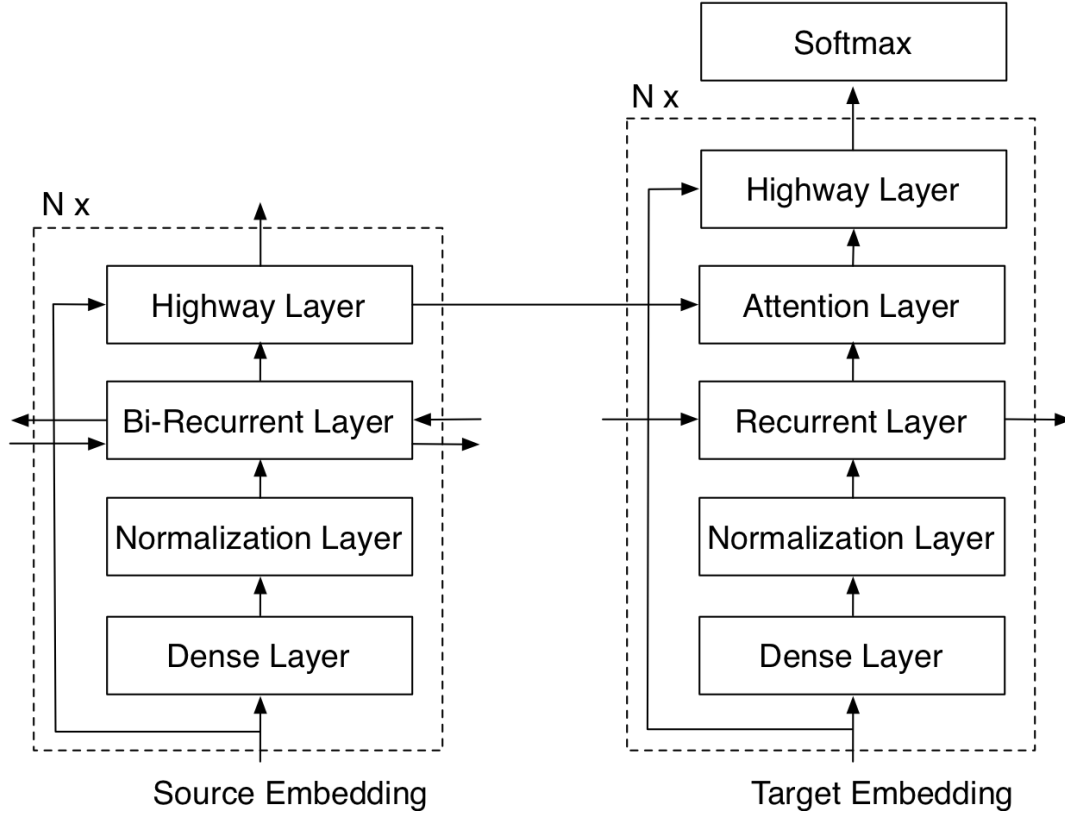 N x
Highway Layer
Bi-Recurrent Layer
Normalization Layer
Dense Layer
Source Embedding
Softmax
N x
Highway Layer
Attention Layer
Recurrent Layer
Normalization Layer
Dense Layer
Target Embedding